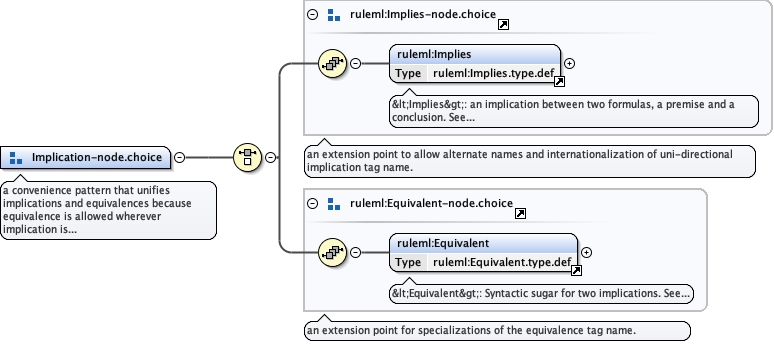 ruleml:Implies-node.choice
ruleml:Implies
Type ruleml:Implies.type.def
&lt;Implies&gt;: an implication between two formulas, a premise and a
conclusion. See...
an extension point to allow alternate names and internationalization of uni-directional
implication tag name.
Implication-node.choice
a convenience pattern that unifies
implications and equivalences because
equivalence is allowed wherever
implication is...
ruleml:Equivalent-node.choice
ruleml:Equivalent
Type ruleml:Equivalent.type.def
&lt;Equivalent&gt;: Syntactic sugar for two implications. See...
an extension point for specializations of the equivalence tag name.